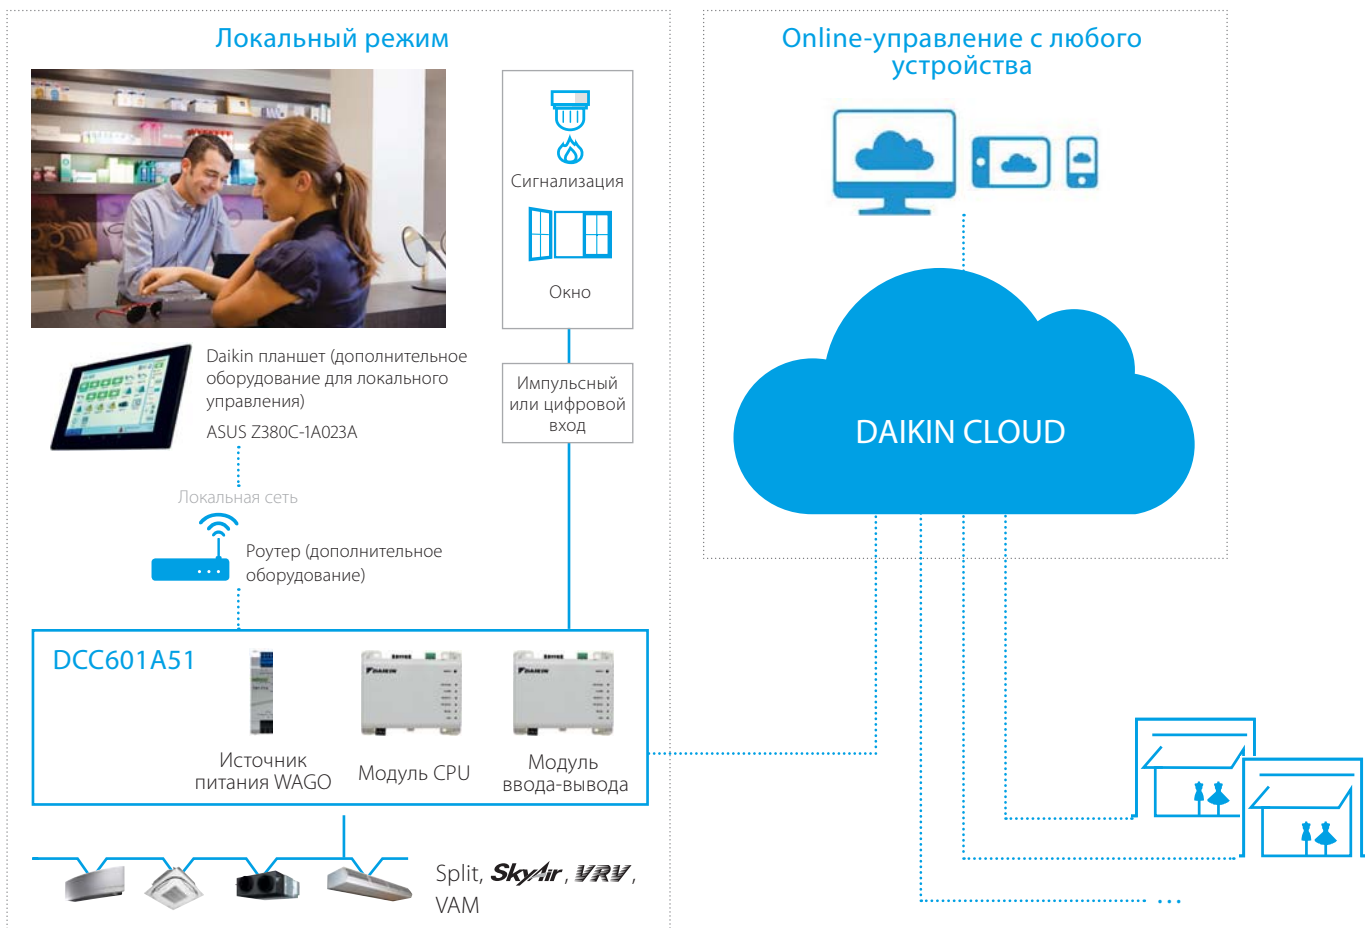 Локальный режим
Сигнализация
Окно
Daikin планшет (дополнительное
оборудование для локального
управления)
ASUS Z380C-1A023A
Импульсный
или цифровой
вход
Локальная сеть
Роутер (дополнительное
оборудование)
DCC601A51
DAIKIN
DAIKIN
Источник
питания WAGO
Модуль CPU
Модуль
ввода-вывода
Split, SkyAir, VRV,
VAM
Online-управление с любого
устройства
DAIKIN CLOUD
...